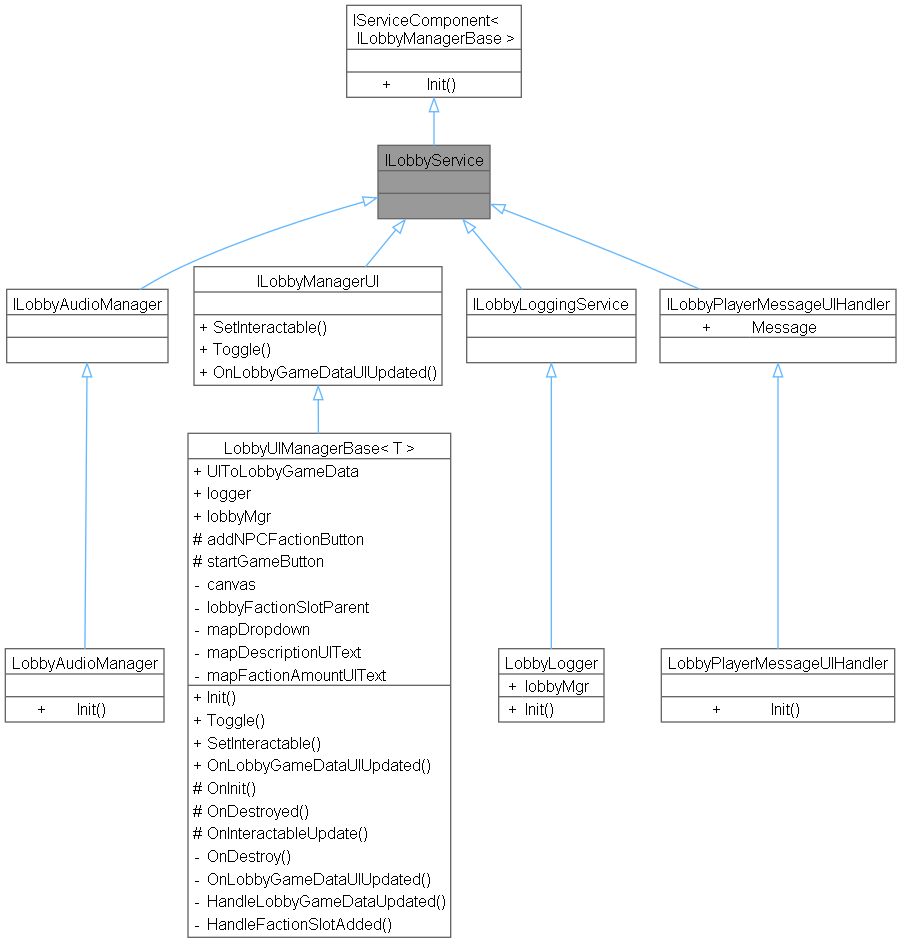 IServiceComponent<
ILobbyManagerBase >
+ Init()
ILobbyService
ILobbyAudioManager
ILobbyManagerUI
+ SetInteractable()
+ Toggle()
+ OnLobbyGameDataUIUpdated()
ILobbyLoggingService
ILobbyPlayerMessageUIHandler
+ Message
LobbyUIManagerBase< T >
+ UIToLobbyGameData
+ logger
+ lobbyMgr
# addNPCFactionButton
# startGameButton
- canvas
- lobbyFactionSlotParent
- mapDropdown
- mapDescriptionUIText
- mapFactionAmountUIText
+ Init()
+ Toggle()
+ SetInteractable()
+ OnLobbyGameDataUIUpdated()
# OnInit()
# OnDestroyed()
# OnInteractableUpdate()
- OnDestroy()
- OnLobbyGameDataUIUpdated()
- HandleLobbyGameDataUpdated()
- HandleFactionSlotAdded()
LobbyAudioManager
+ Init()
LobbyLogger
+ lobbyMgr
+ Init()
LobbyPlayerMessageUIHandler
+ Init()